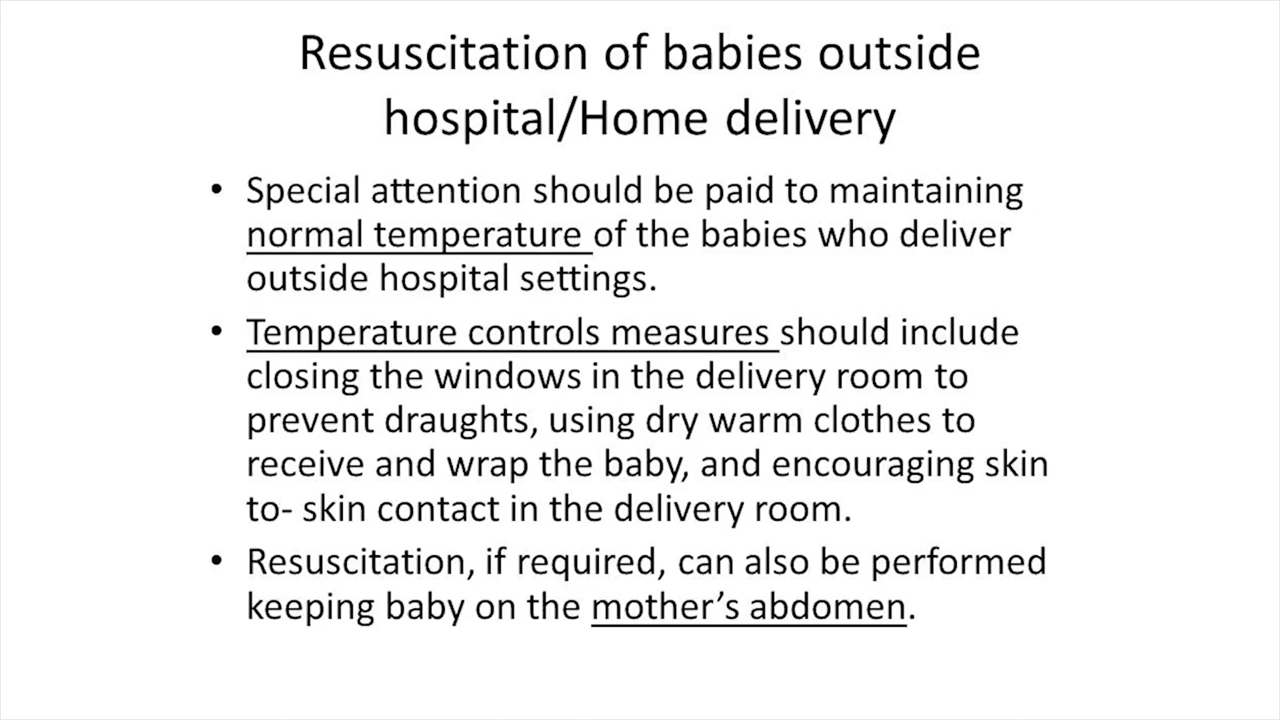 Resuscitation of babies outside
hospital/Home delivery
• Special attention should be paid to maintaining
normal temperature of the babies who deliver
outside hospital settings.
• Temperature controls measures should include
closing the windows in the delivery room to
prevent draughts, using dry warm clothes to
receive and wrap the baby, and encouraging skin
to- skin contact in the delivery room.
• Resuscitation, if required, can also be performed
keeping baby on the mother’s abdomen.